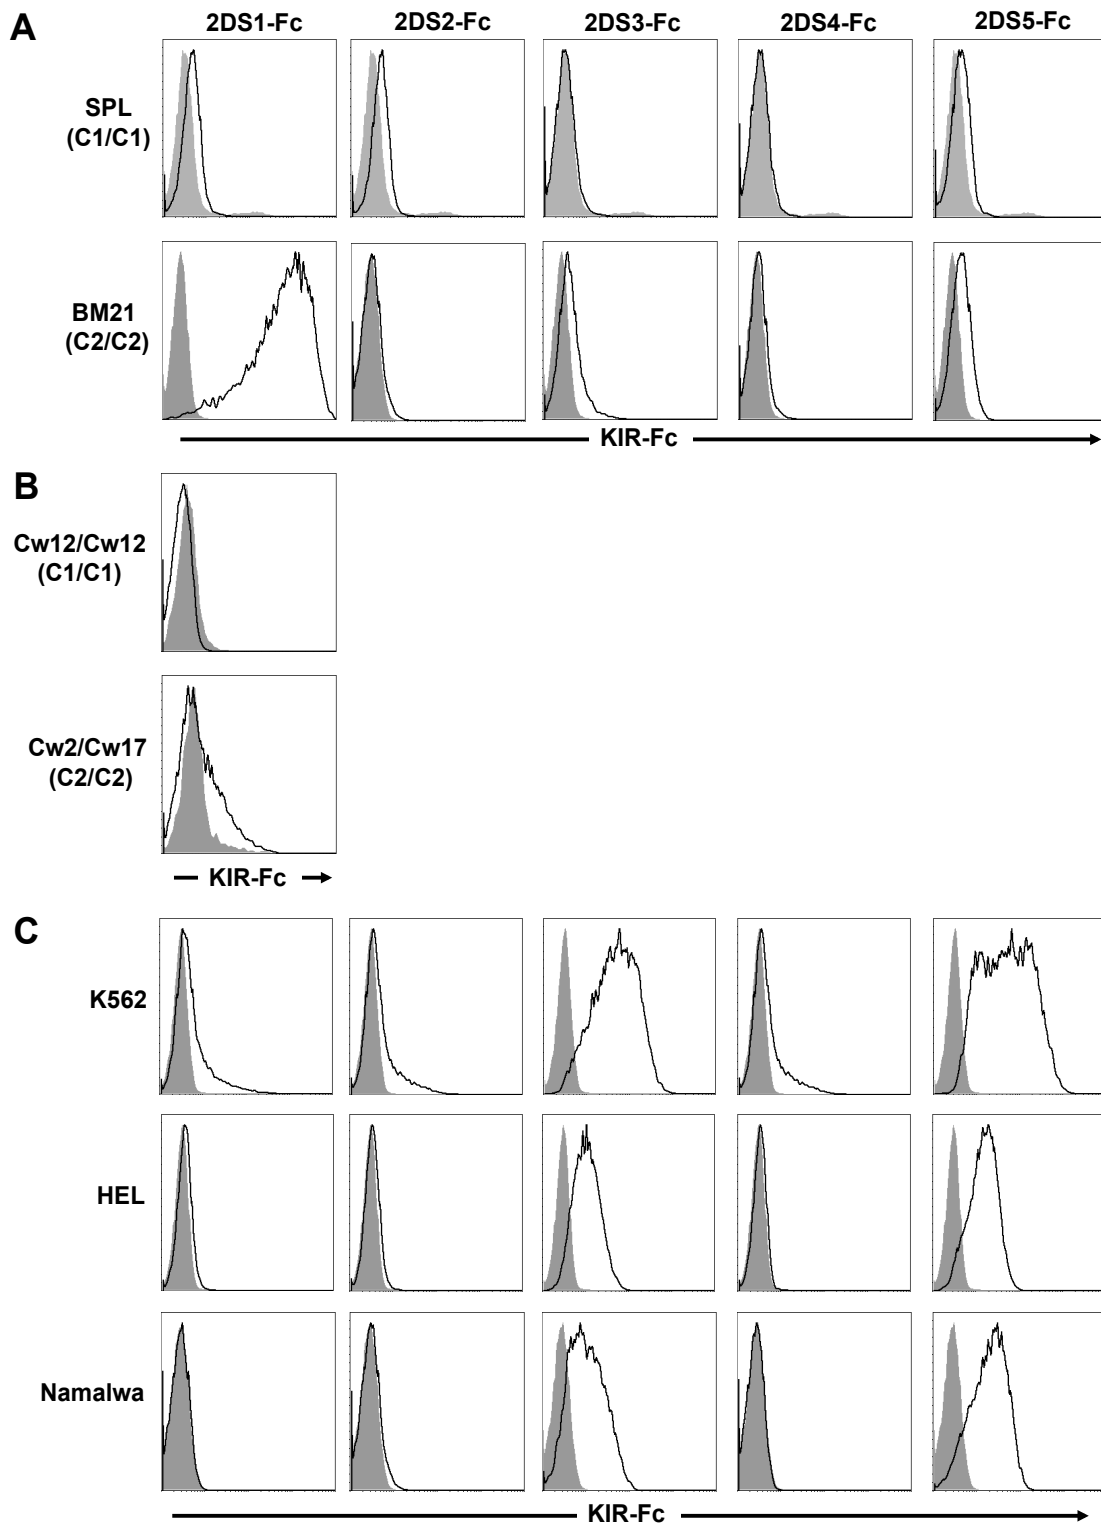 A
2DS1-Fc 2DS2-Fc 2DS3-Fc 2DS4-Fc 2DS5-Fc
SPL
(C1/C1)
BM21
(C2/C2)
KIR-Fc
B
Cw12/Cw12
(C1/C1)
Cw2/Cw17
(C2/C2)
KIR-Fc
C
K562
HEL
Namalwa
KIR-Fc